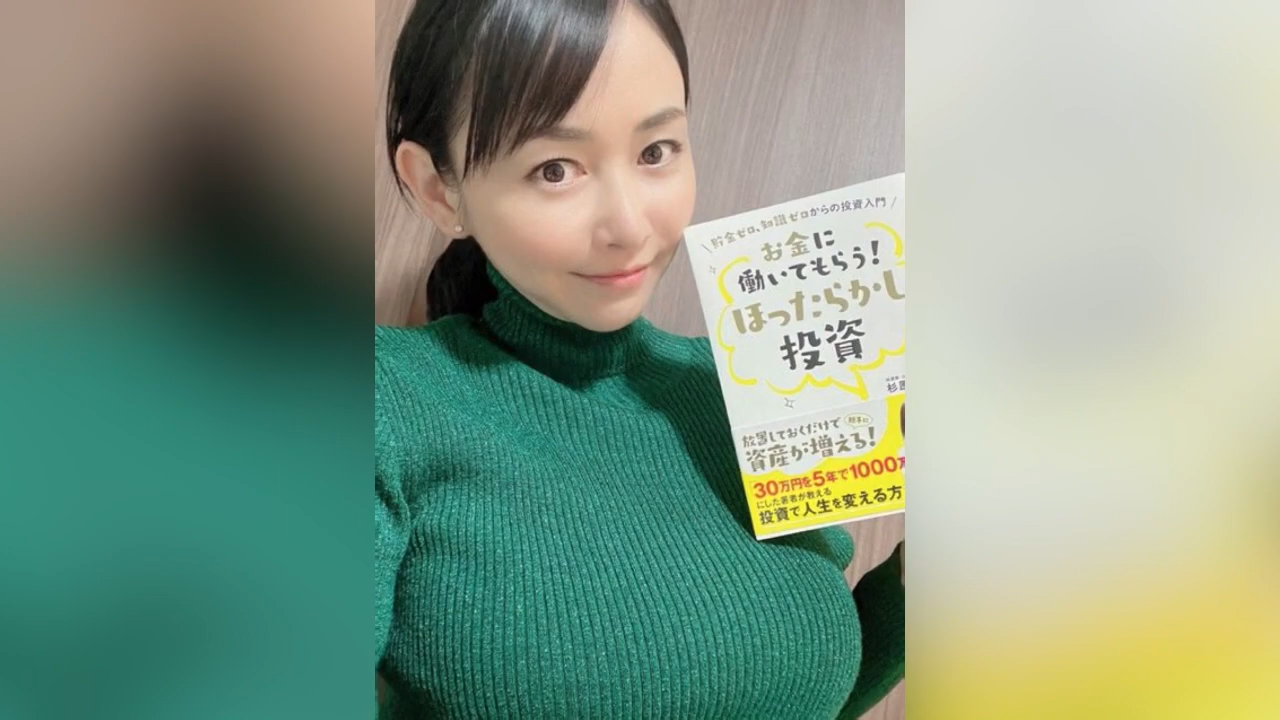 貯金ゼロ、知識ゼロからの投資入門
お金に
働いてもらう！
ほったらかし
投資
杉原
放置しておくだけで
資産が増える！
30万円を5年で1000万
にした著者が教える
投資で人生を変える方